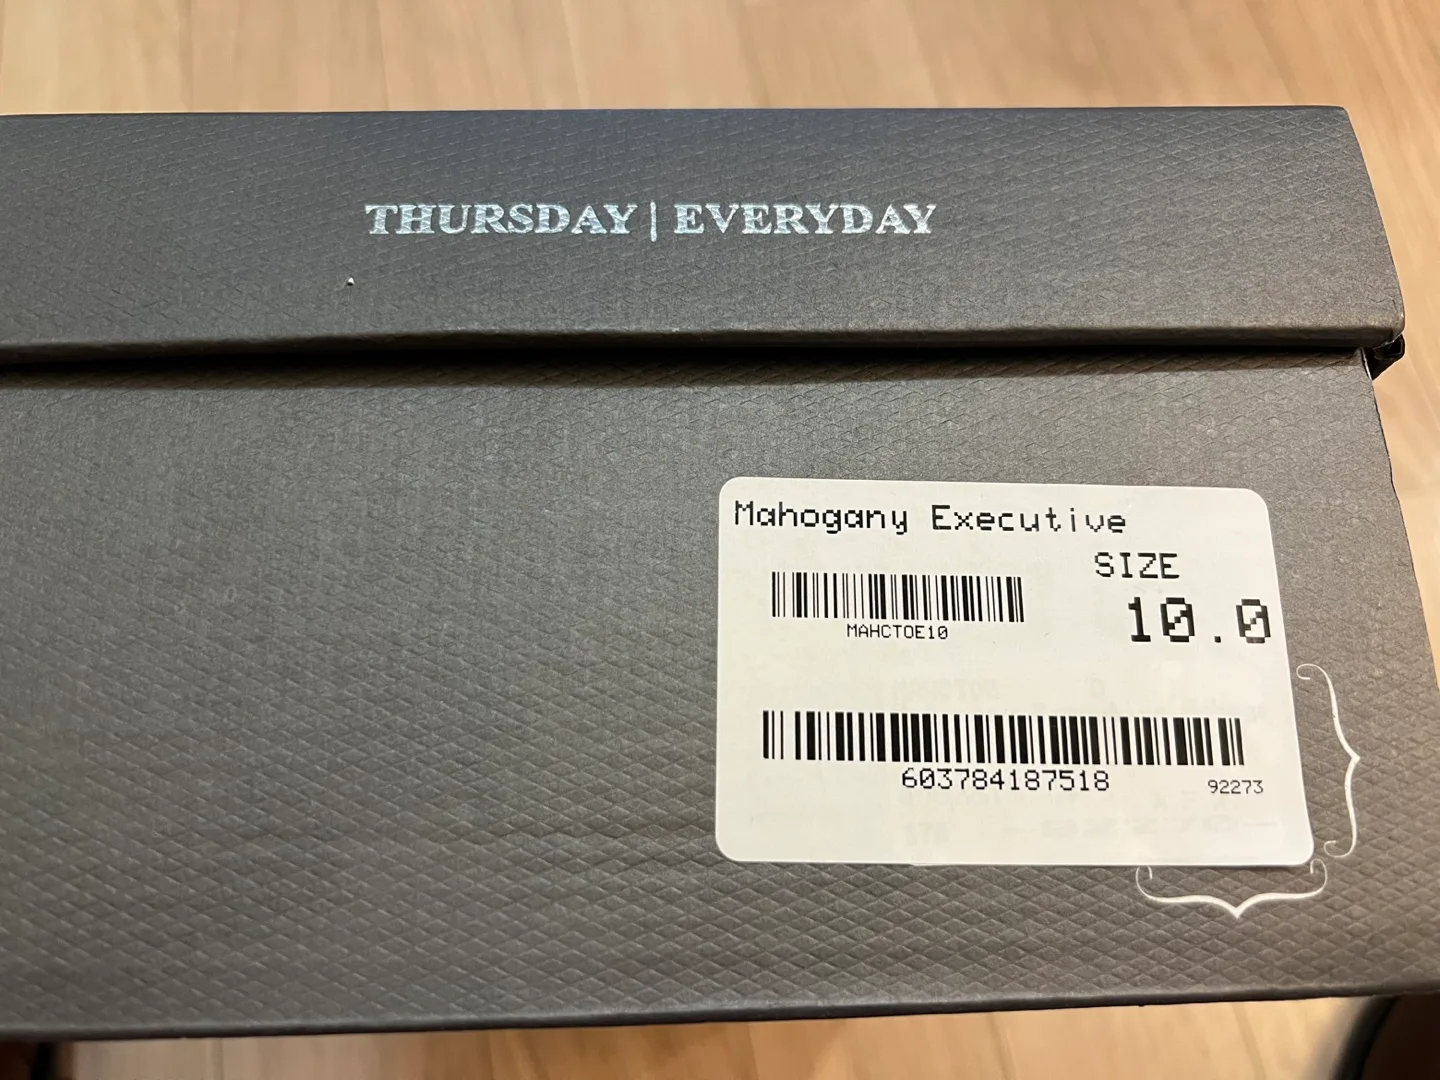 THURSDAY | EVERYDAY
Mahogany Executive
SIZE
10.0
MAHCTOE10
603784187518
92273